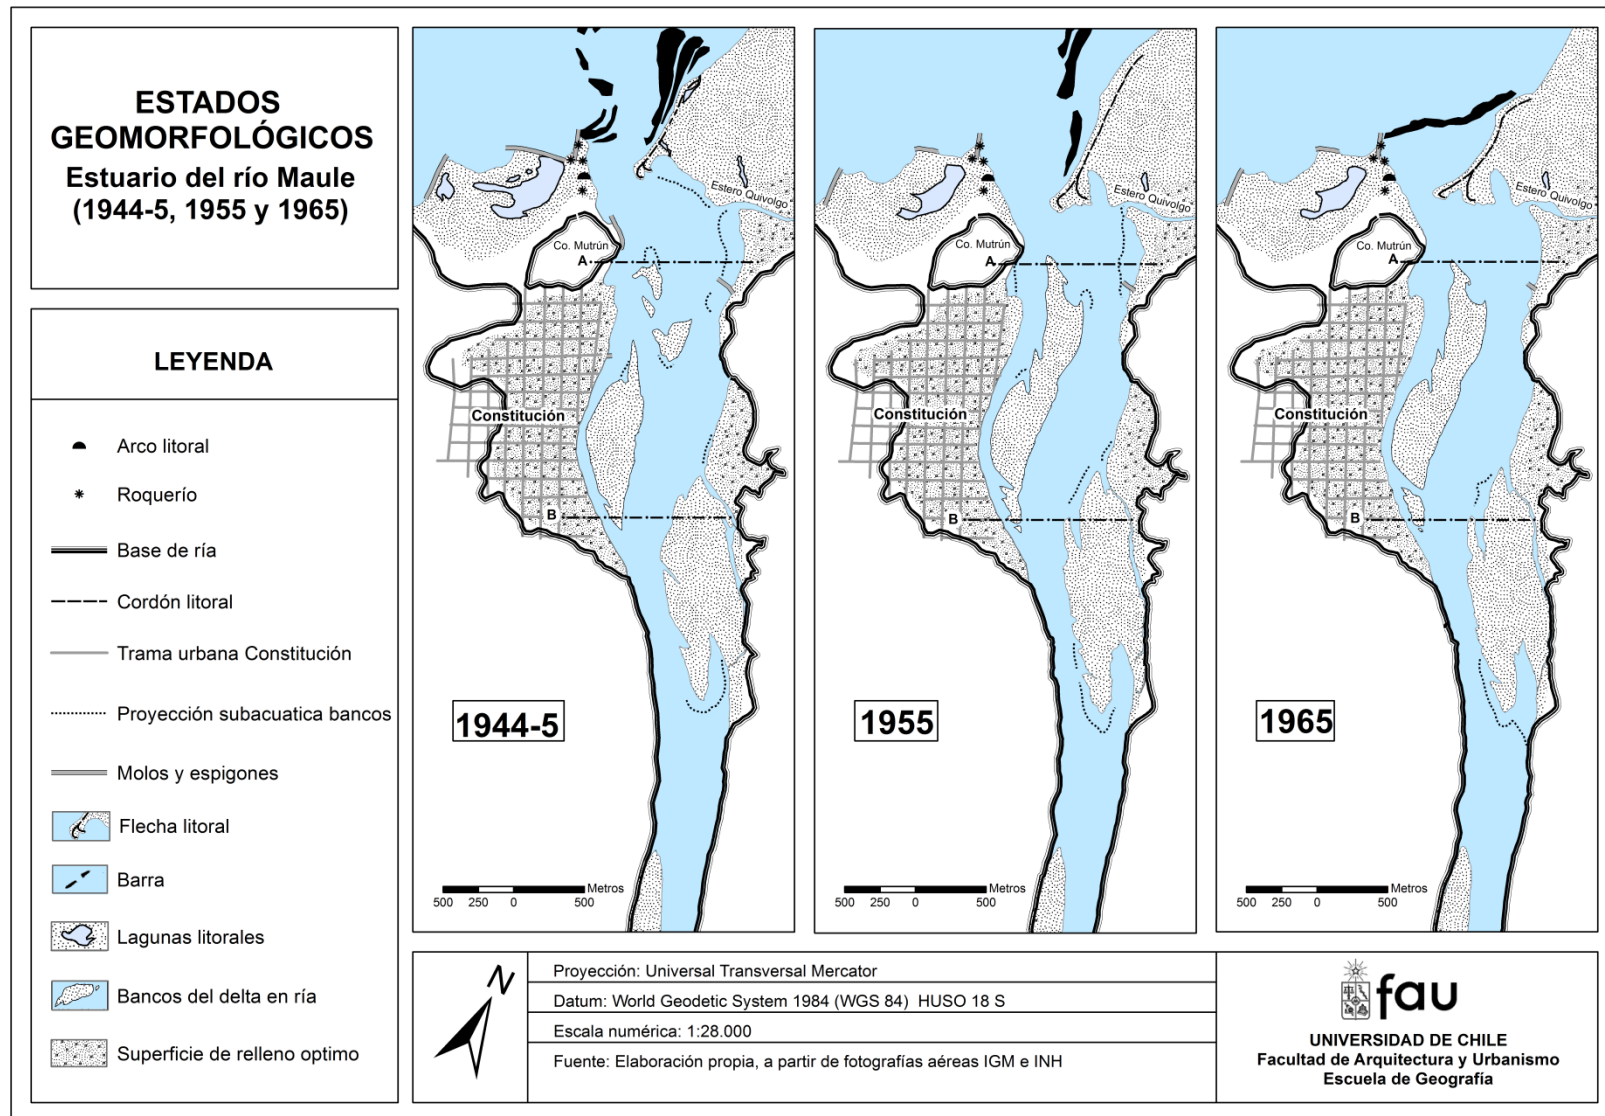 ESTADOS
GEOMORFOLÓGICOS
Estuario del río Maule
(1944-5, 1955 y 1965)
LEYENDA
Arco litoral
Roquerío
Base de ría
Cordón litoral
Trama urbana Constitución
Proyección subacuatica bancos
Molos y espigones
Flecha litoral
Barra
Lagunas litorales
Bancos del delta en ría
Superficie de relleno optimo
Estero Quivolgo
Co. Mutrún
A
Constitución
B
1944-5
Metros
500 250 0 500
Estero Quivolgo
Co. Mutrún
A
Constitución
B
1955
Metros
500 250 0 500
Estero Quivolgo
Co. Mutrún
A
Constitución
B
1965
Metros
500 250 0 500
N
Proyección: Universal Transversal Mercator
Datum: World Geodetic System 1984 (WGS 84) HUSO 18 S
Escala numérica: 1:28.000
Fuente: Elaboración propia, a partir de fotografías aéreas IGM e INH
fau
UNIVERSIDAD DE CHILE
Facultad de Arquitectura y Urbanismo
Escuela de Geografía